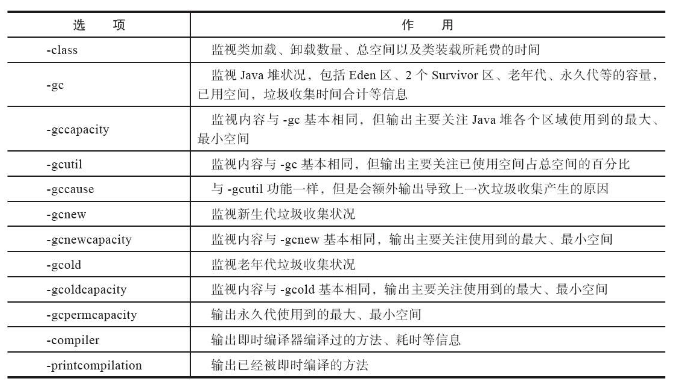 选 项 作 用
-class 监视类加载、卸载数量、总空间以及类装载所耗费的时间
-gc 监视 Java 堆状况，包括 Eden 区、2 个 Survivor 区、老年代、永久代等的容量，
已用空间，垃圾收集时间合计等信息
-gccapacity 监视内容与 -gc 基本相同，但输出主要关注 Java 堆各个区域使用到的最大、
最小空间
-gcutil 监视内容与 -gc 基本相同，但输出主要关注已使用空间占总空间的百分比
-gccause 与 -gcutil 功能一样，但是会额外输出导致上一次垃圾收集产生的原因
-gcnew 监视新生代垃圾收集状况
-gcnewcapacity 监视内容与 -gcnew 基本相同，输出主要关注使用到的最大、最小空间
-gcold 监视老年代垃圾收集状况
-gcoldcapacity 监视内容与 -gcold 基本相同，输出主要关注使用到的最大、最小空间
-gcpermcapacity 输出永久代使用到的最大、最小空间
-compiler 输出即时编译器编译过的方法、耗时等信息
-printcompilation 输出已经被即时编译的方法